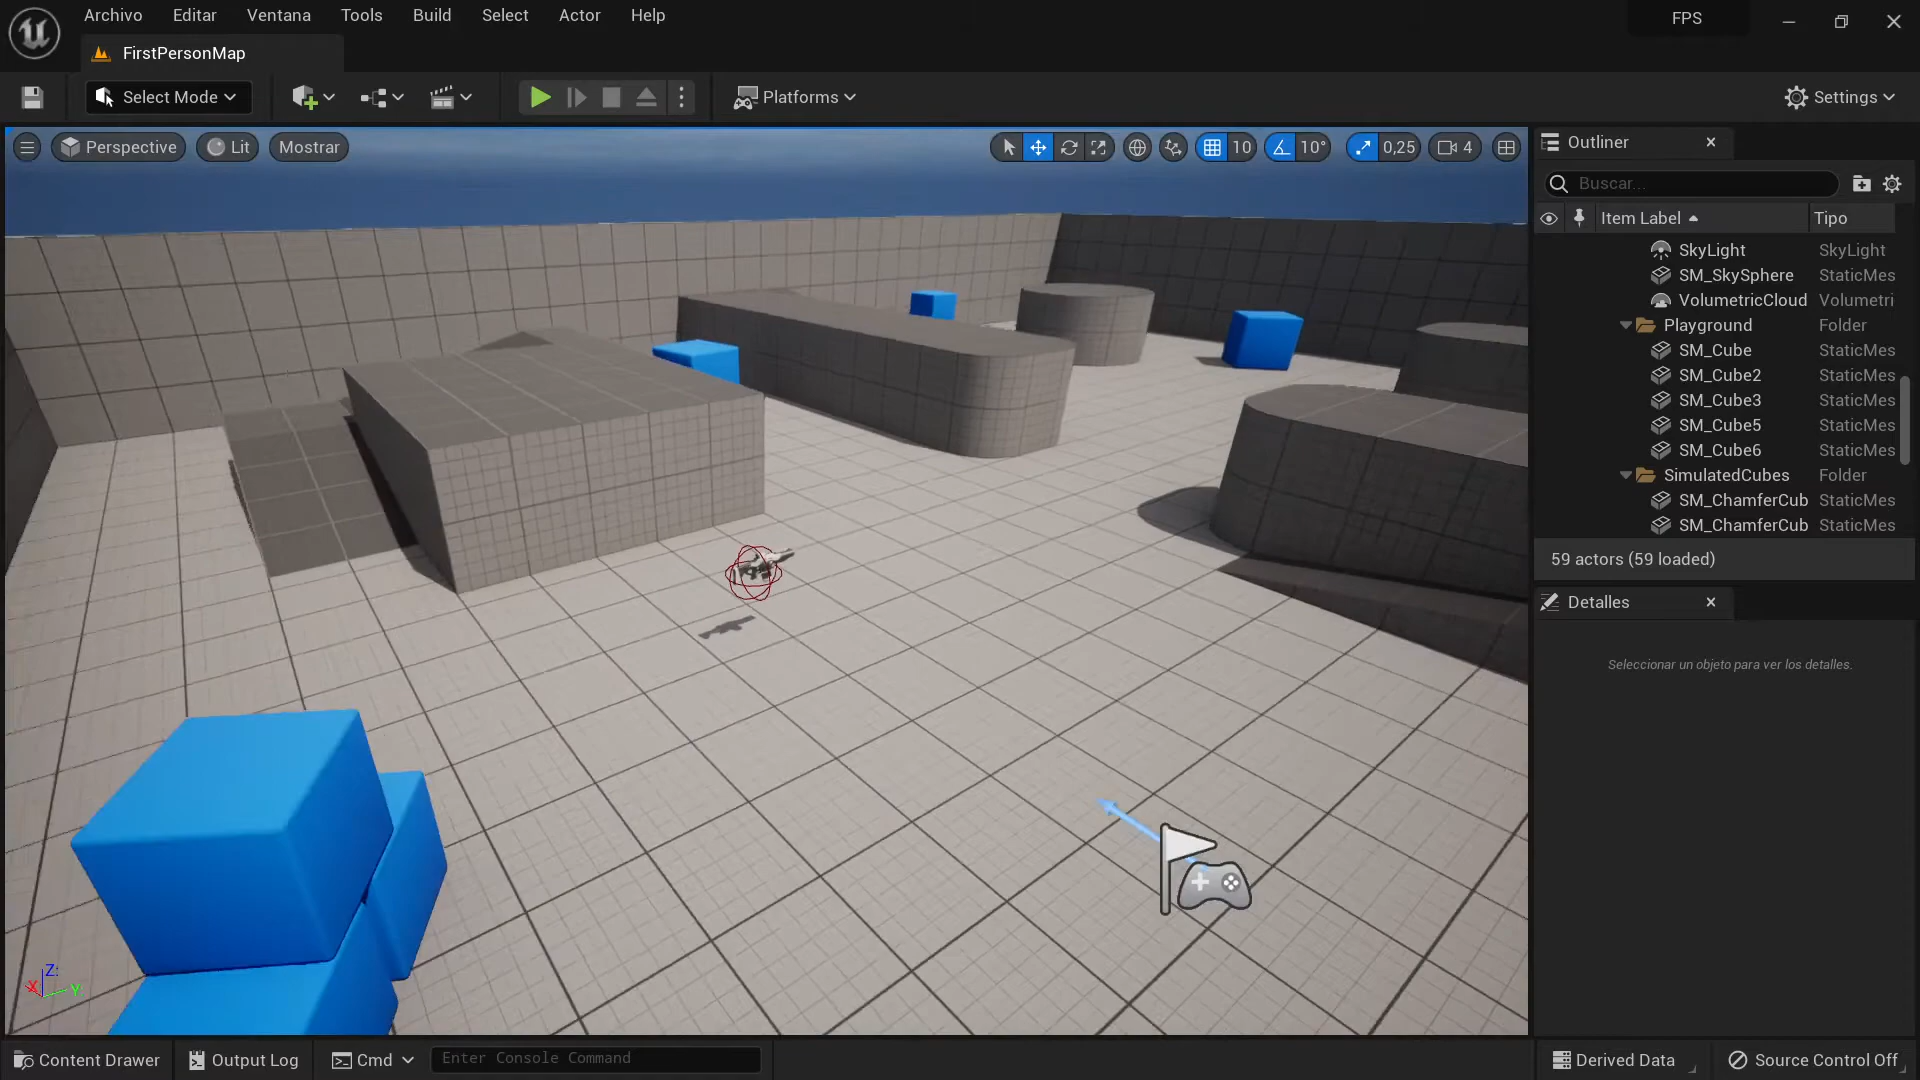 Archivo Editar Ventana Tools Build Select Actor Help
FPS
FirstPersonMap
Select Mode
Platforms
Settings
Perspective Lit Mostrar
10 10° 0,25 4
Outliner
Buscar...
Item Label Tipo
SkyLight SkyLight
SM_SkySphere StaticMes
VolumetricCloud Volumetri
Playground Folder
SM_Cube StaticMes
SM_Cube2 StaticMes
SM_Cube3 StaticMes
SM_Cube5 StaticMes
SM_Cube6 StaticMes
SimulatedCubes Folder
SM_ChamferCub StaticMes
SM_ChamferCub StaticMes
59 actors (59 loaded)
Detalles
Seleccionar un objeto para ver los detalles.
Z:
X Y
Content Drawer Output Log Cmd Enter Console Command Derived Data Source Control Off